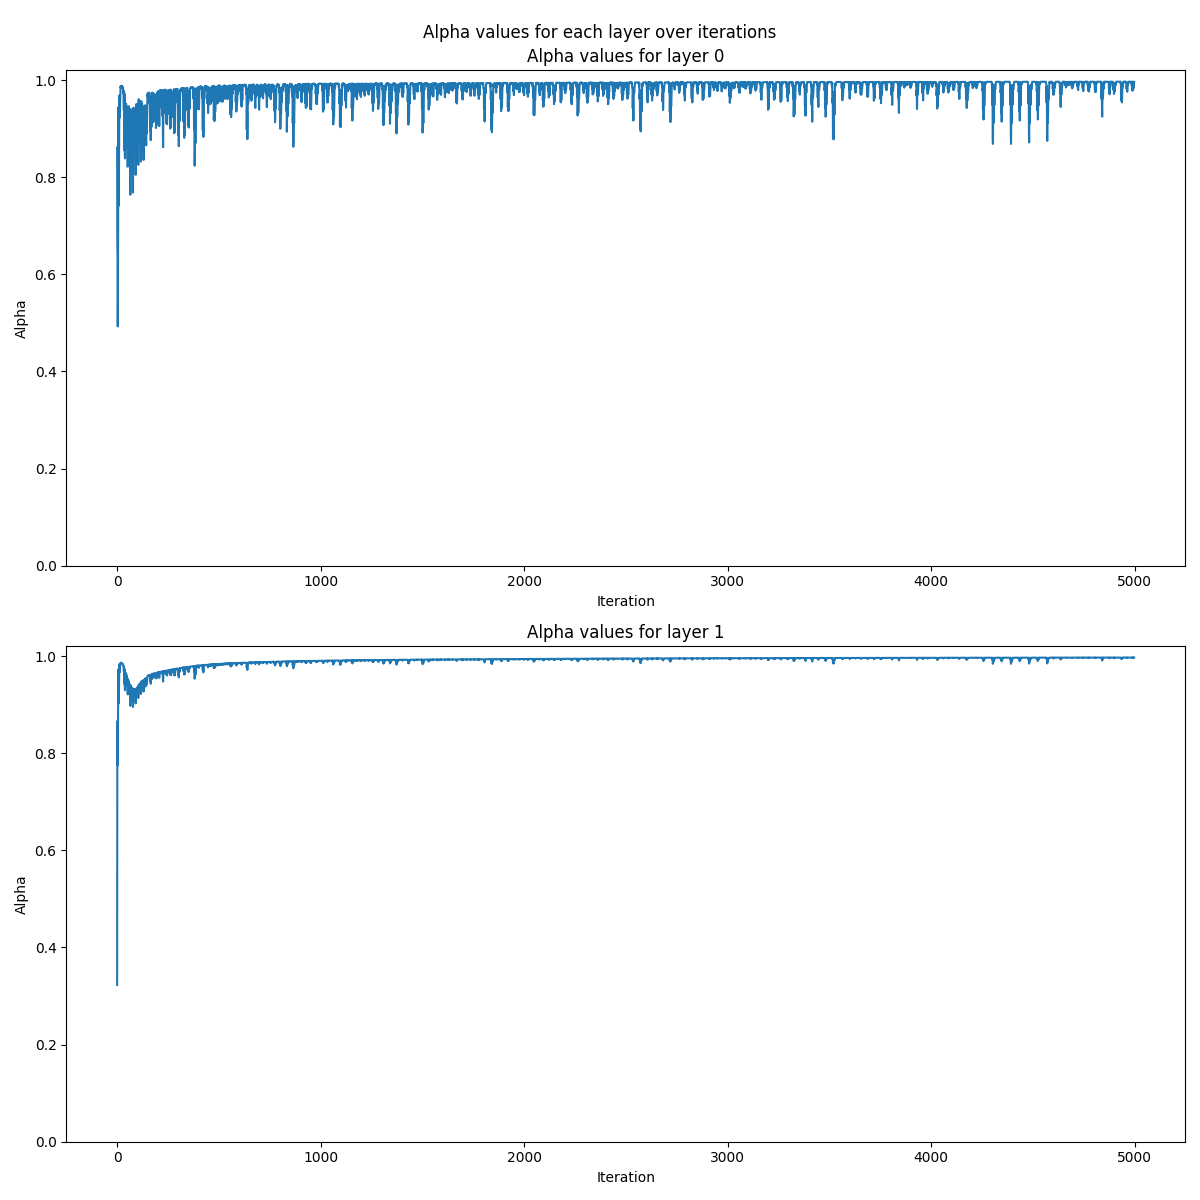 Alpha values for each layer over iterations
Alpha values for layer 0
1.0
0.8
0.6
0.4
0.2
0.0
Alpha
0 1000 2000 3000 4000 5000
Iteration
Alpha values for layer 1
1.0
0.8
0.6
0.4
0.2
0.0
Alpha
0 1000 2000 3000 4000 5000
Iteration